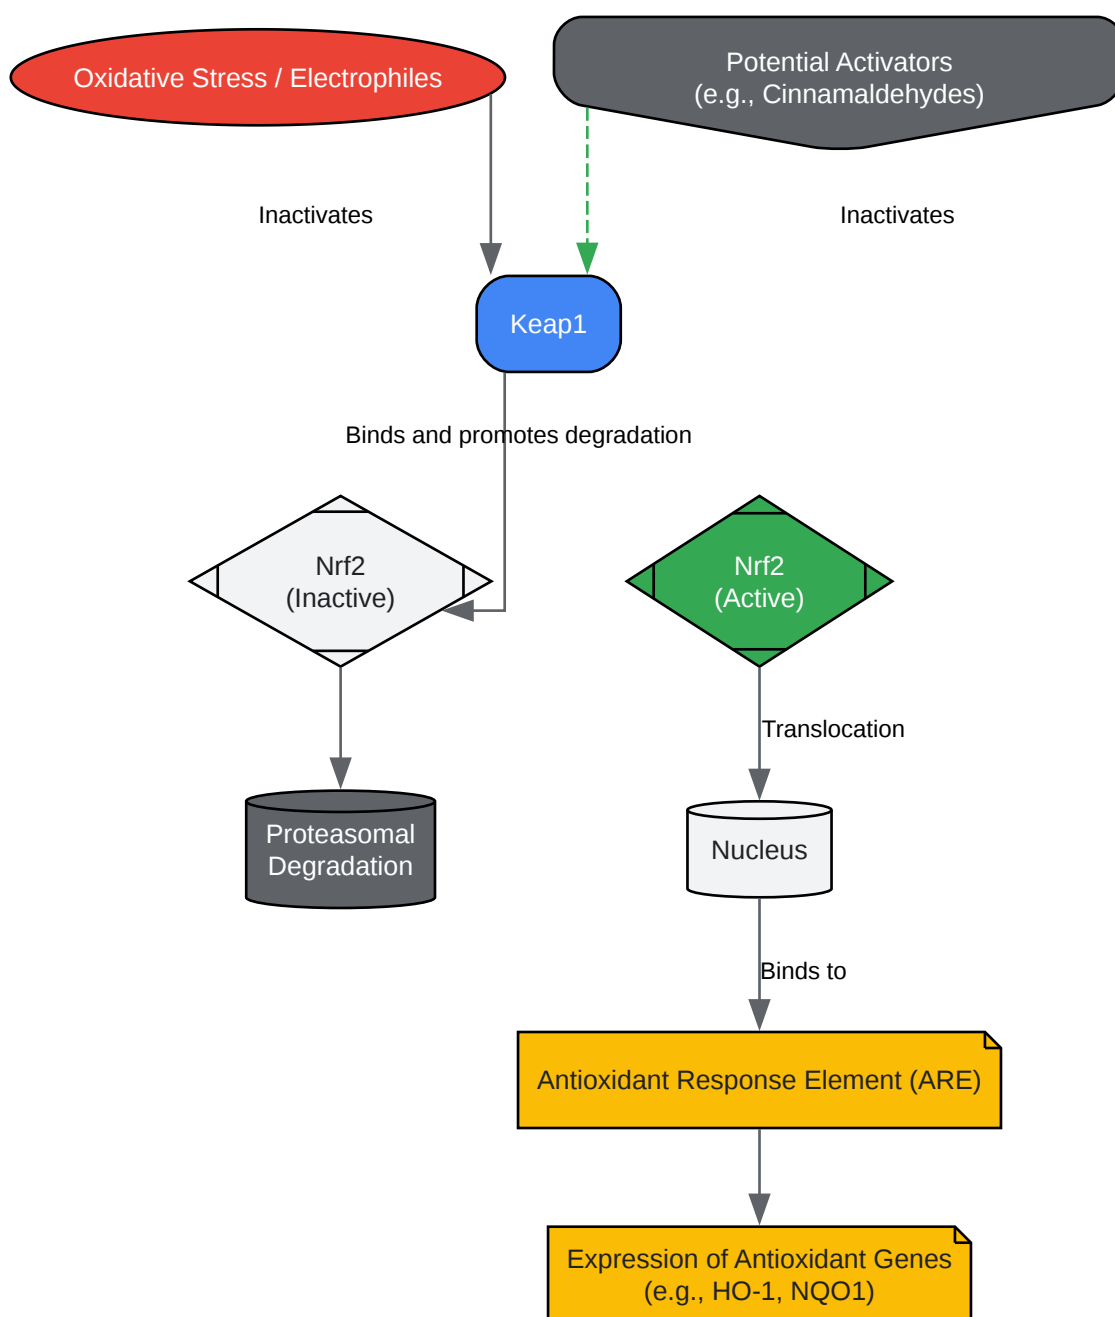 Oxidative Stress / Electrophiles
Potential Activators
(e.g., Cinnamaldehydes)
Inactivates
Inactivates
Keap1
Binds and promotes degradation
Nrf2
(Inactive)
Nrf2
(Active)
Translocation
Proteasomal
Degradation
Nucleus
Binds to
Antioxidant Response Element (ARE)
Expression of Antioxidant Genes
(e.g., HO-1, NQO1)